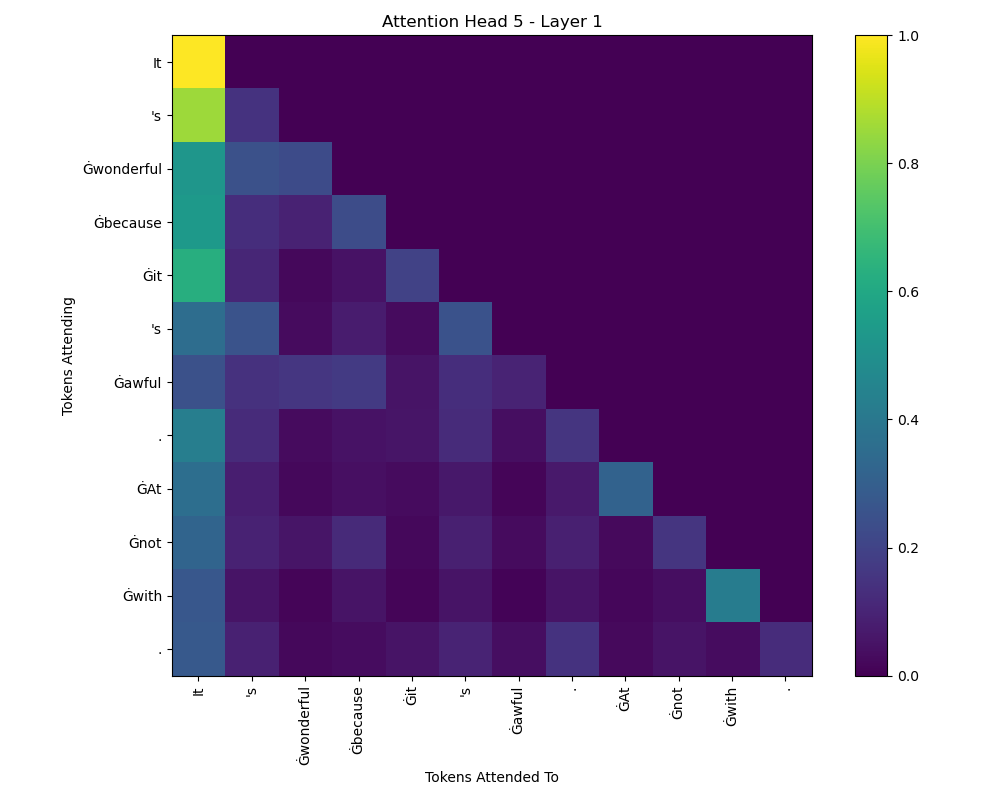 Attention Head 5 - Layer 1
Tokens Attending
It
's
Ġwonderful
Ġbecause
Ġit
's
Ġawful
.
ĠAt
Ġnot
Ġwith
.
It
's
Ġwonderful
Ġbecause
Ġit
's
Ġawful
.
ĠAt
Ġnot
Ġwith
.
Tokens Attended To
1.0
0.8
0.6
0.4
0.2
0.0